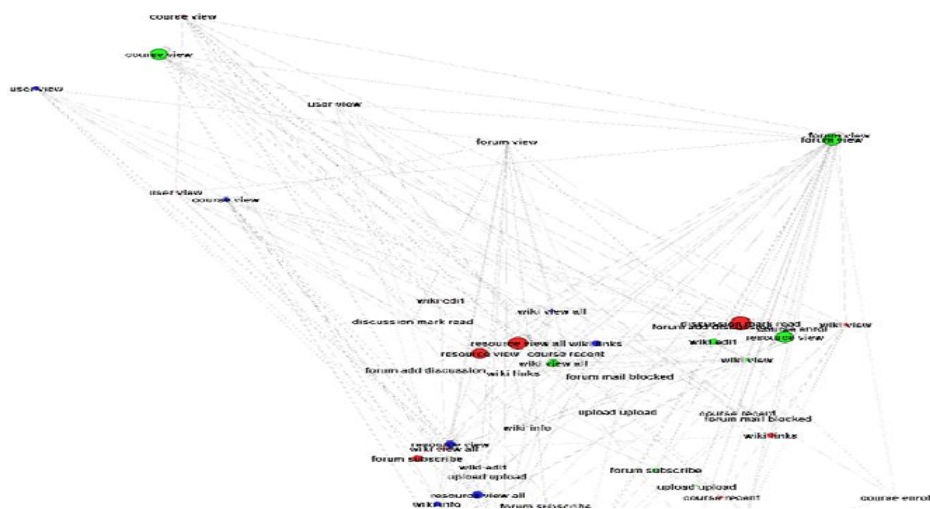 course view
course view
user view
user view
forum view
forum view
forum view
user view
course view
wiki edit
wiki view all
discussion mark read
discussion mark read
forum add discussion
course enrol
wiki view
resource view all
wiki links
wiki edit
resource view
resource view
course recent
wiki view all
wiki view
forum add discussion
wiki links
forum mail blocked
upload upload
course recent
forum mail blocked
wiki info
wiki links
resource view
wiki view all
forum subscribe
wiki edit
forum subscribe
upload upload
upload upload
resource view all
course recent
course enrol
wiki info
forum subscribe